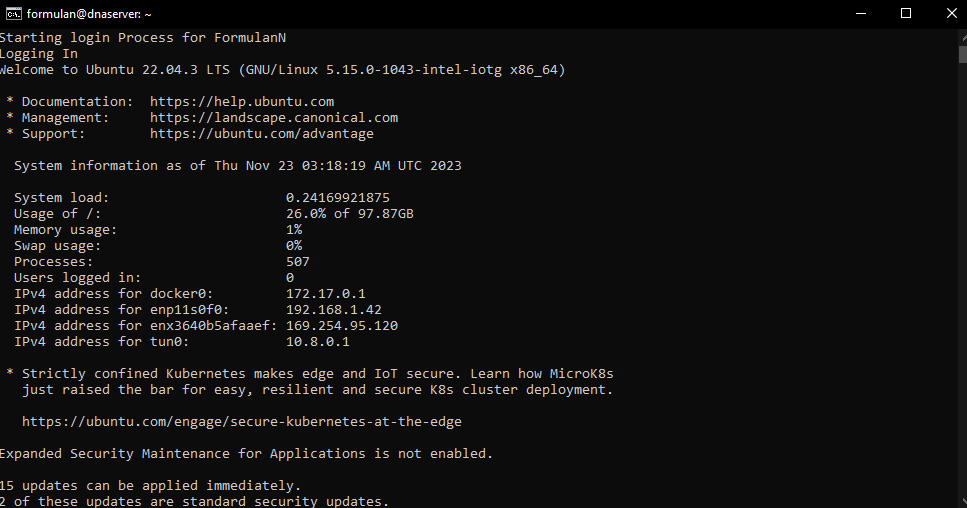 formulan@dnaserver: ~
Starting login Process for FormulanN
Logging In
Welcome to Ubuntu 22.04.3 LTS (GNU/Linux 5.15.0-1043-intel-iotg x86_64)
* Documentation: https://help.ubuntu.com
* Management: https://landscape.canonical.com
* Support: https://ubuntu.com/advantage
System information as of Thu Nov 23 03:18:19 AM UTC 2023
System load: 0.24169921875
Usage of /: 26.0% of 97.87GB
Memory usage: 1%
Swap usage: 0%
Processes: 507
Users logged in: 0
IPv4 address for docker0: 172.17.0.1
IPv4 address for enp11s0f0: 192.168.1.42
IPv4 address for enx3640b5afaaef: 169.254.95.120
IPv4 address for tun0: 10.8.0.1
* Strictly confined Kubernetes makes edge and IoT secure. Learn how MicroK8s
just raised the bar for easy, resilient and secure K8s cluster deployment.
https://ubuntu.com/engage/secure-kubernetes-at-the-edge
Expanded Security Maintenance for Applications is not enabled.
15 updates can be applied immediately.
2 of these updates are standard security updates.